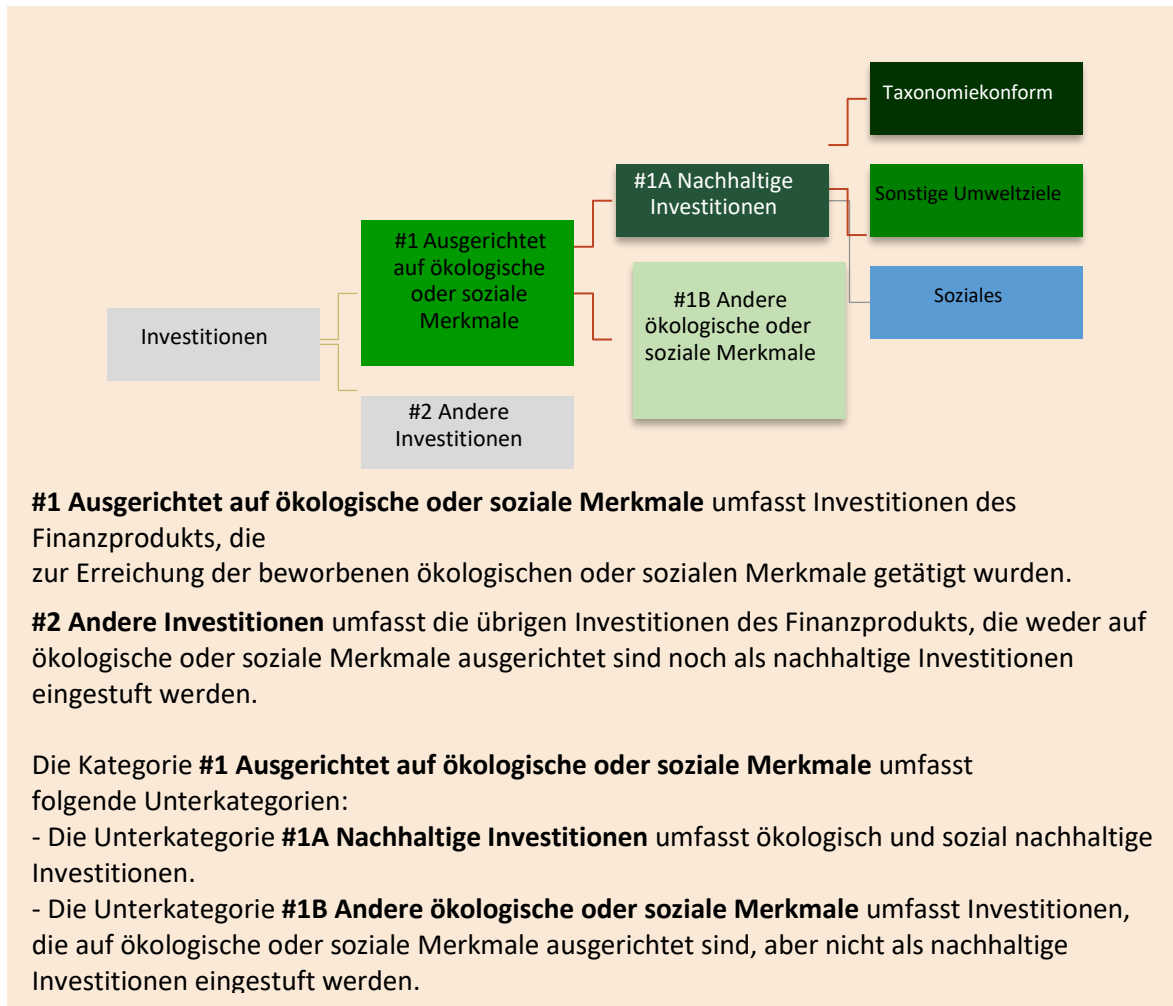 Taxonomiekonform
#1A Nachhaltige
Investitionen
Sonstige Umweltziele
#1 Ausgerichtet
auf ökologische
oder soziale
Merkmale
#1B Andere
ökologische oder
soziale Merkmale
Soziales
Investitionen
#2 Andere
Investitionen
#1 Ausgerichtet auf ökologische oder soziale Merkmale umfasst Investitionen des
Finanzprodukts, die
zur Erreichung der beworbenen ökologischen oder sozialen Merkmale getätigt wurden.
#2 Andere Investitionen umfasst die übrigen Investitionen des Finanzprodukts, die weder auf
ökologische oder soziale Merkmale ausgerichtet sind noch als nachhaltige Investitionen
eingestuft werden.
Die Kategorie #1 Ausgerichtet auf ökologische oder soziale Merkmale umfasst
folgende Unterkategorien:
- Die Unterkategorie #1A Nachhaltige Investitionen umfasst ökologisch und sozial nachhaltige
Investitionen.
- Die Unterkategorie #1B Andere ökologische oder soziale Merkmale umfasst Investitionen,
die auf ökologische oder soziale Merkmale ausgerichtet sind, aber nicht als nachhaltige
Investitionen eingestuft werden.